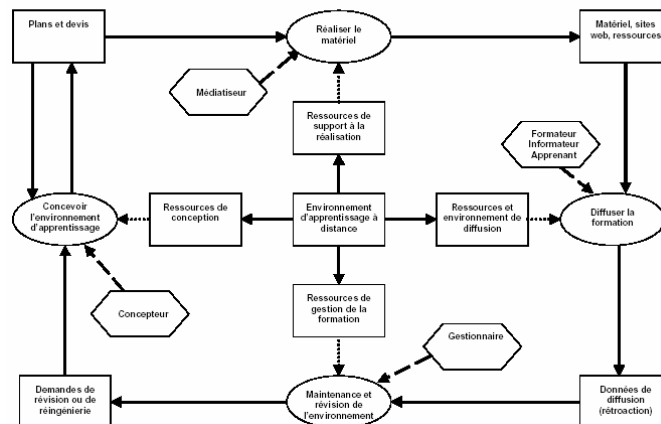 Plans et devis
Réaliser le
matériel
Matériel, sites
web, ressources
Médiatiseur
Ressources de
support à la
réalisation
Formateur
Informateur
Apprenant
Concevoir
l'environnement
d'apprentissage
Ressources
de conception
Environnement
d'apprentissage à
distance
Ressources et
environnement de
diffusion
Diffuser la
formation
Concepteur
Ressources de
gestion de la
formation
Gestionnaire
Demandes de
révision ou de
réingénierie
Maintenance et
révision de
l'environnement
Données de
diffusion
(rétroaction)